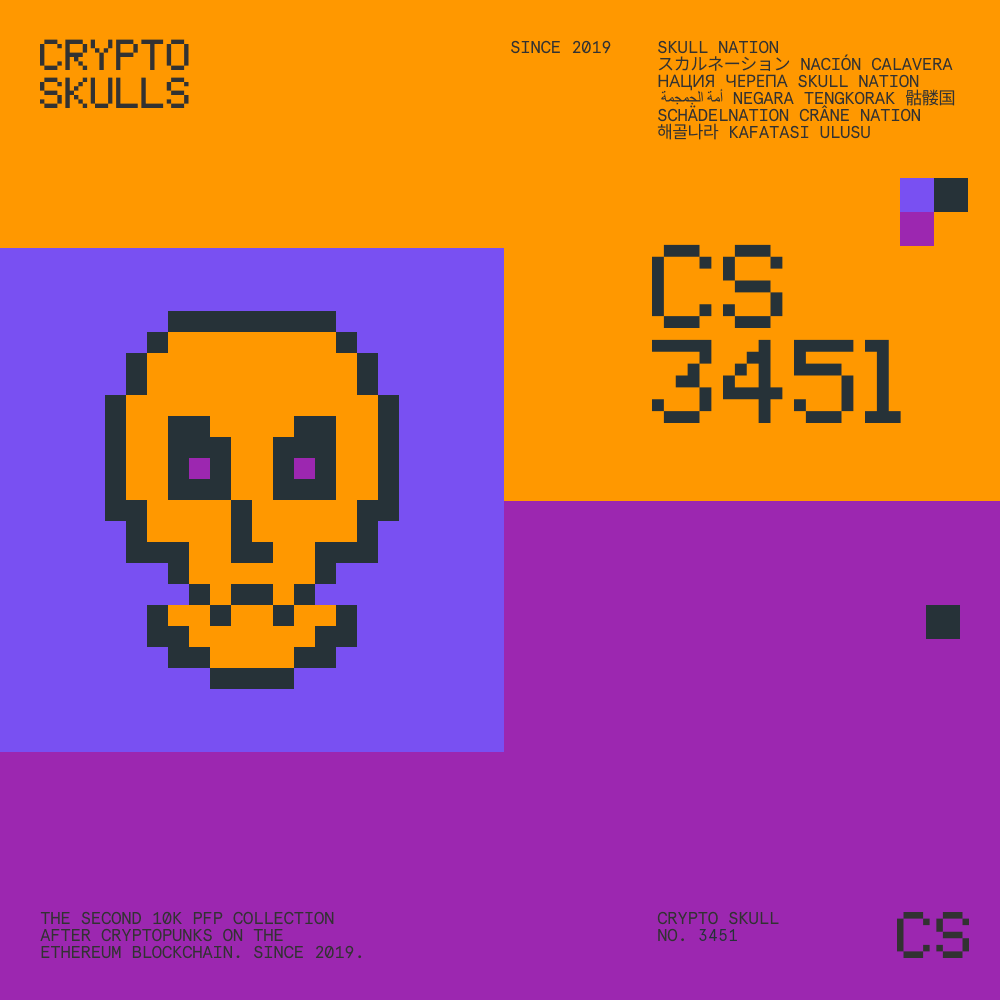 CRYPTO
SKULLS
SINCE 2019
SKULL NATION
スカルネーション NACIÓN CALAVERA
НАЦИЯ ЧЕРЕПА SKULL NATION
أمة الجمجمة NEGARA TENGKORAK 骷髅国
SCHÄDELNATION CRÂNE NATION
해골나라 KAFATASI ULUSU
CS
3451
THE SECOND 10K PFP COLLECTION
AFTER CRYPTOPUNKS ON THE
ETHEREUM BLOCKCHAIN. SINCE 2019.
CRYPTO SKULL
NO. 3451
CS